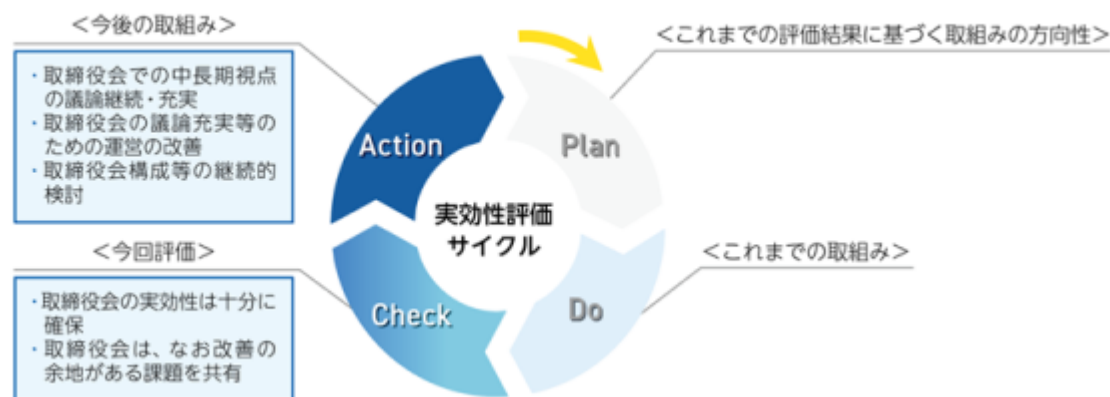 ＜今後の取組み＞
・取締役会での中長期視点
の議論継続・充実
・取締役会の議論充実等の
ための運営の改善
・取締役会構成等の継続的
検討
＜これまでの評価結果に基づく取組みの方向性＞
Action
Plan
実効性評価
サイクル
＜今回評価＞
・取締役会の実効性は十分に
確保
・取締役会は、なお改善の
余地がある課題を共有
＜これまでの取組み＞
Check
Do